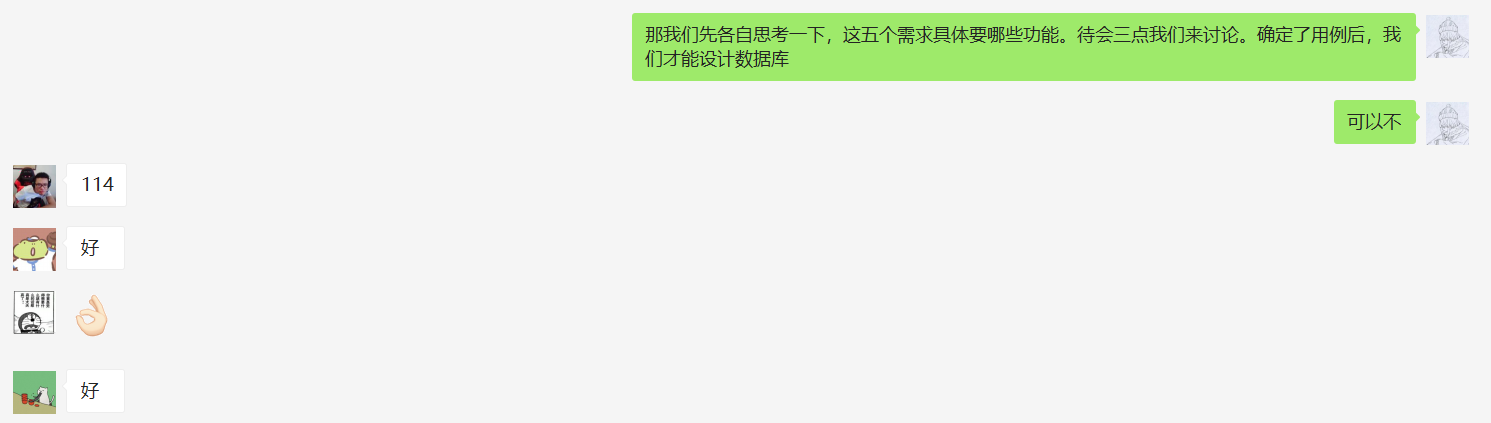 那我们先各自思考一下，这五个需求具体要哪些功能。待会三点我们来讨论。确定了用例后，我
们才能设计数据库
可以不
114
好
好